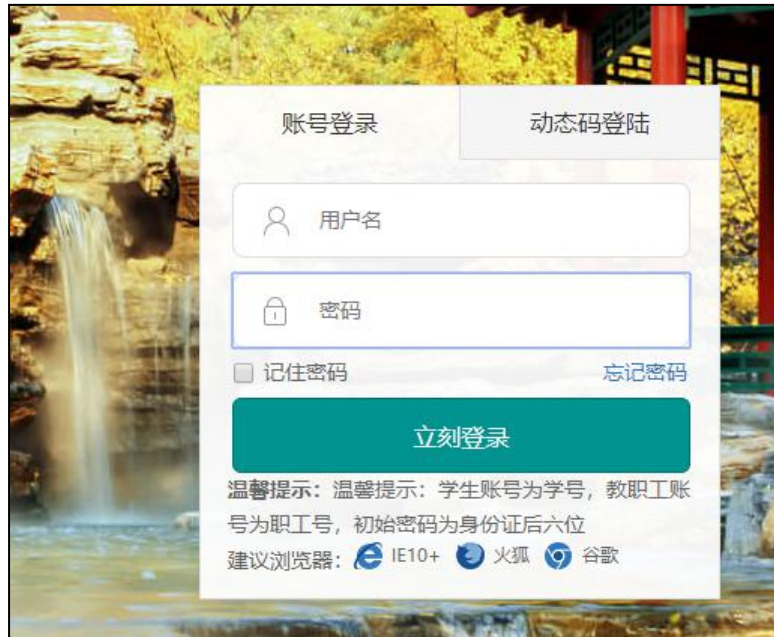 账号登录 动态码登陆
用户名
密码
记住密码 忘记密码
立刻登录
温馨提示：温馨提示：学生账号为学号，教职工账
号为职工号，初始密码为身份证后六位
建议浏览器： IE10+ 火狐 谷歌